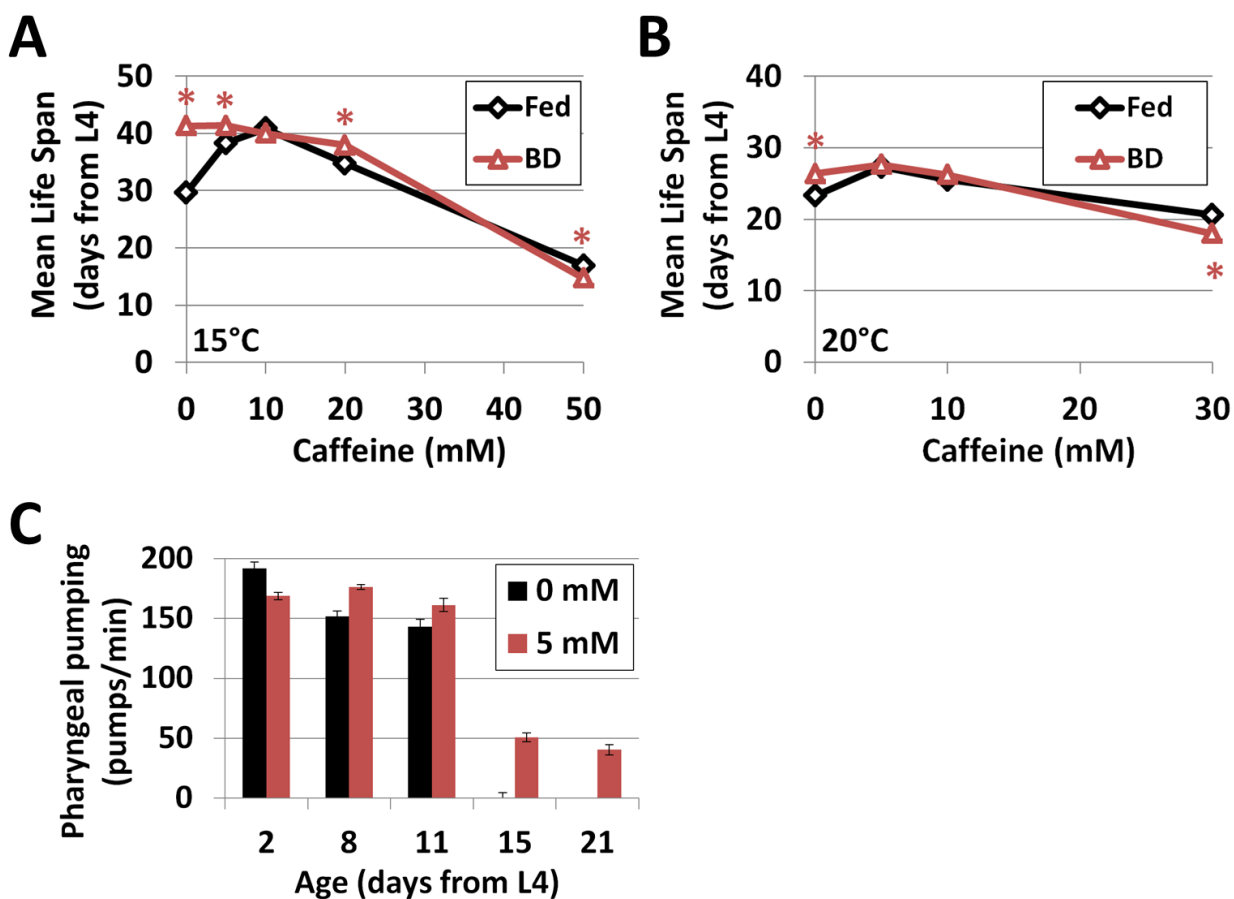 A
Mean Life Span
(days from L4)
50
40
30
20
10
0
*
*
*
*
Fed
BD
15°C
0
10
20
30
40
50
Caffeine (mM)
B
Mean Life Span
(days from L4)
40
30
20
10
0
*
*
Fed
BD
20°C
0
10
20
30
Caffeine (mM)
C
Pharyngeal pumping
(pumps/min)
200
150
100
50
0
0 mM
5 mM
2
8
11
15
21
Age (days from L4)